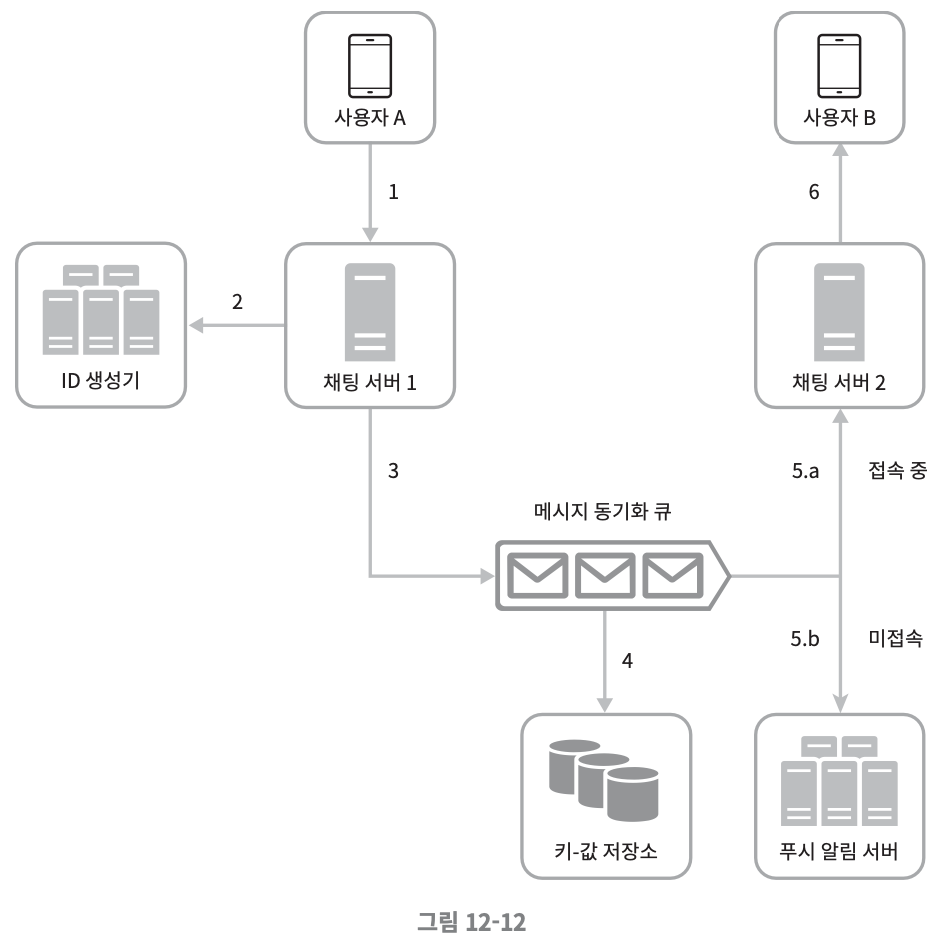 사용자 A
사용자 B
1
6
2
ID 생성기
채팅 서버 1
채팅 서버 2
3
5.a
접속 중
메시지 동기화 큐
5.b
미접속
4
키-값 저장소
푸시 알림 서버
그림 12-12